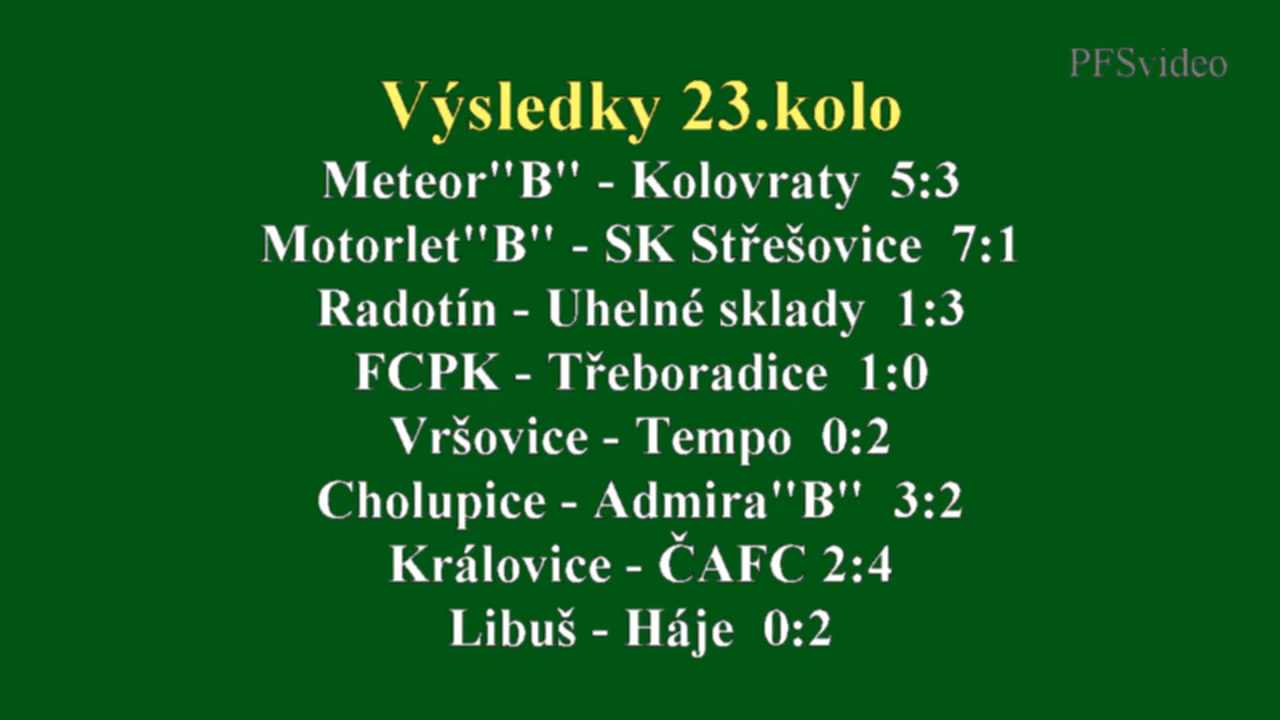 PFSvideo
Výsledky 23.kolo
Meteor"B" - Kolovraty 5:3
Motorlet"B" - SK Střešovice 7:1
Radotín - Uhelné sklady 1:3
FCPK - Třeboradice 1:0
Vršovice - Tempo 0:2
Cholupice - Admira"B" 3:2
Královice - ČAFC 2:4
Libuš - Háje 0:2